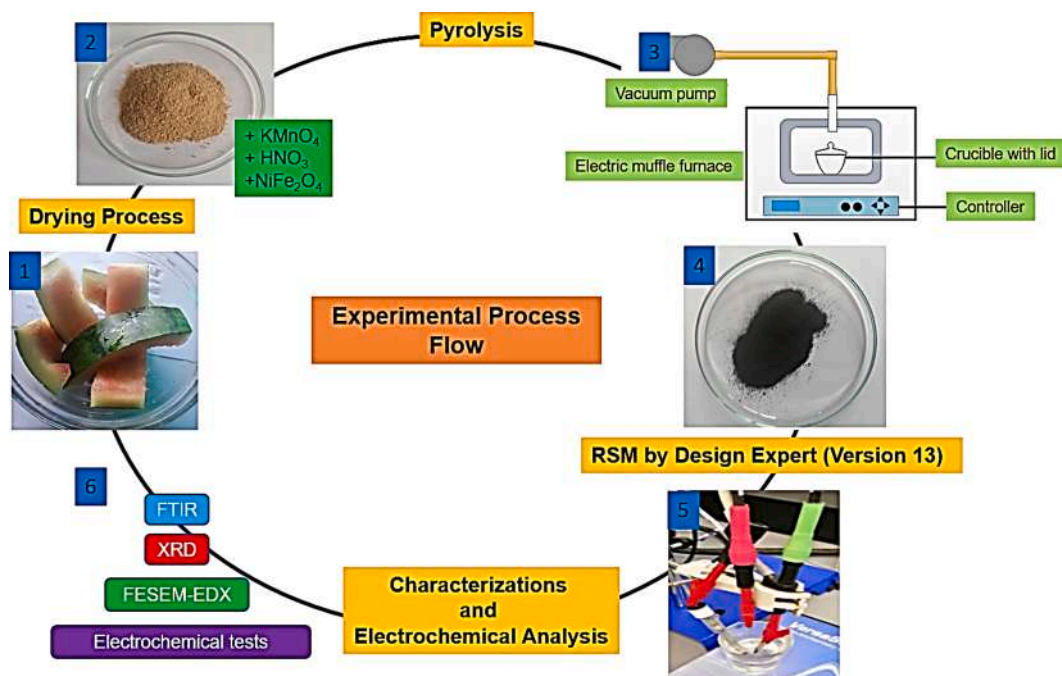 Pyrolysis
2
3
Vacuum pump
+ KMnO₄
+ HNO₃
+NiFe₂O₄
Electric muffle furnace
Crucible with lid
Controller
Drying Process
1
4
Experimental Process
Flow
RSM by Design Expert (Version 13)
6
5
FTIR
XRD
FESEM-EDX
Electrochemical tests
Characterizations
and
Electrochemical Analysis